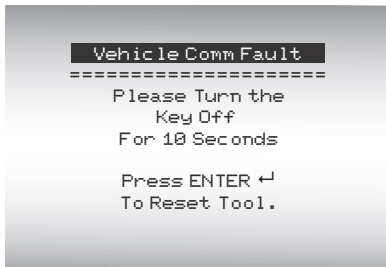 Vehicle Comm Fault
=====================
Please Turn the
Key Off
For 10 Seconds
Press ENTER ↵
To Reset Tool.